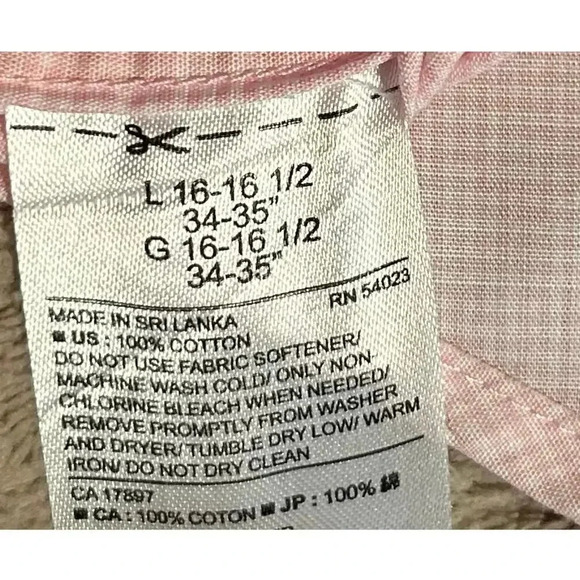 L 16-16 1/2
34-35"
G 16-16 1/2
34-35"
RN 54023
MADE IN SRI LANKA
■ US : 100% COTTON
DO NOT USE FABRIC SOFTENER/
MACHINE WASH COLD/ ONLY NON-
CHLORINE BLEACH WHEN NEEDED/
REMOVE PROMPTLY FROM WASHER
AND DRYER/ TUMBLE DRY LOW/ WARM
IRON/ DO NOT DRY CLEAN
CA 17897
■ CA : 100% COTON ■ JP : 100% 綿